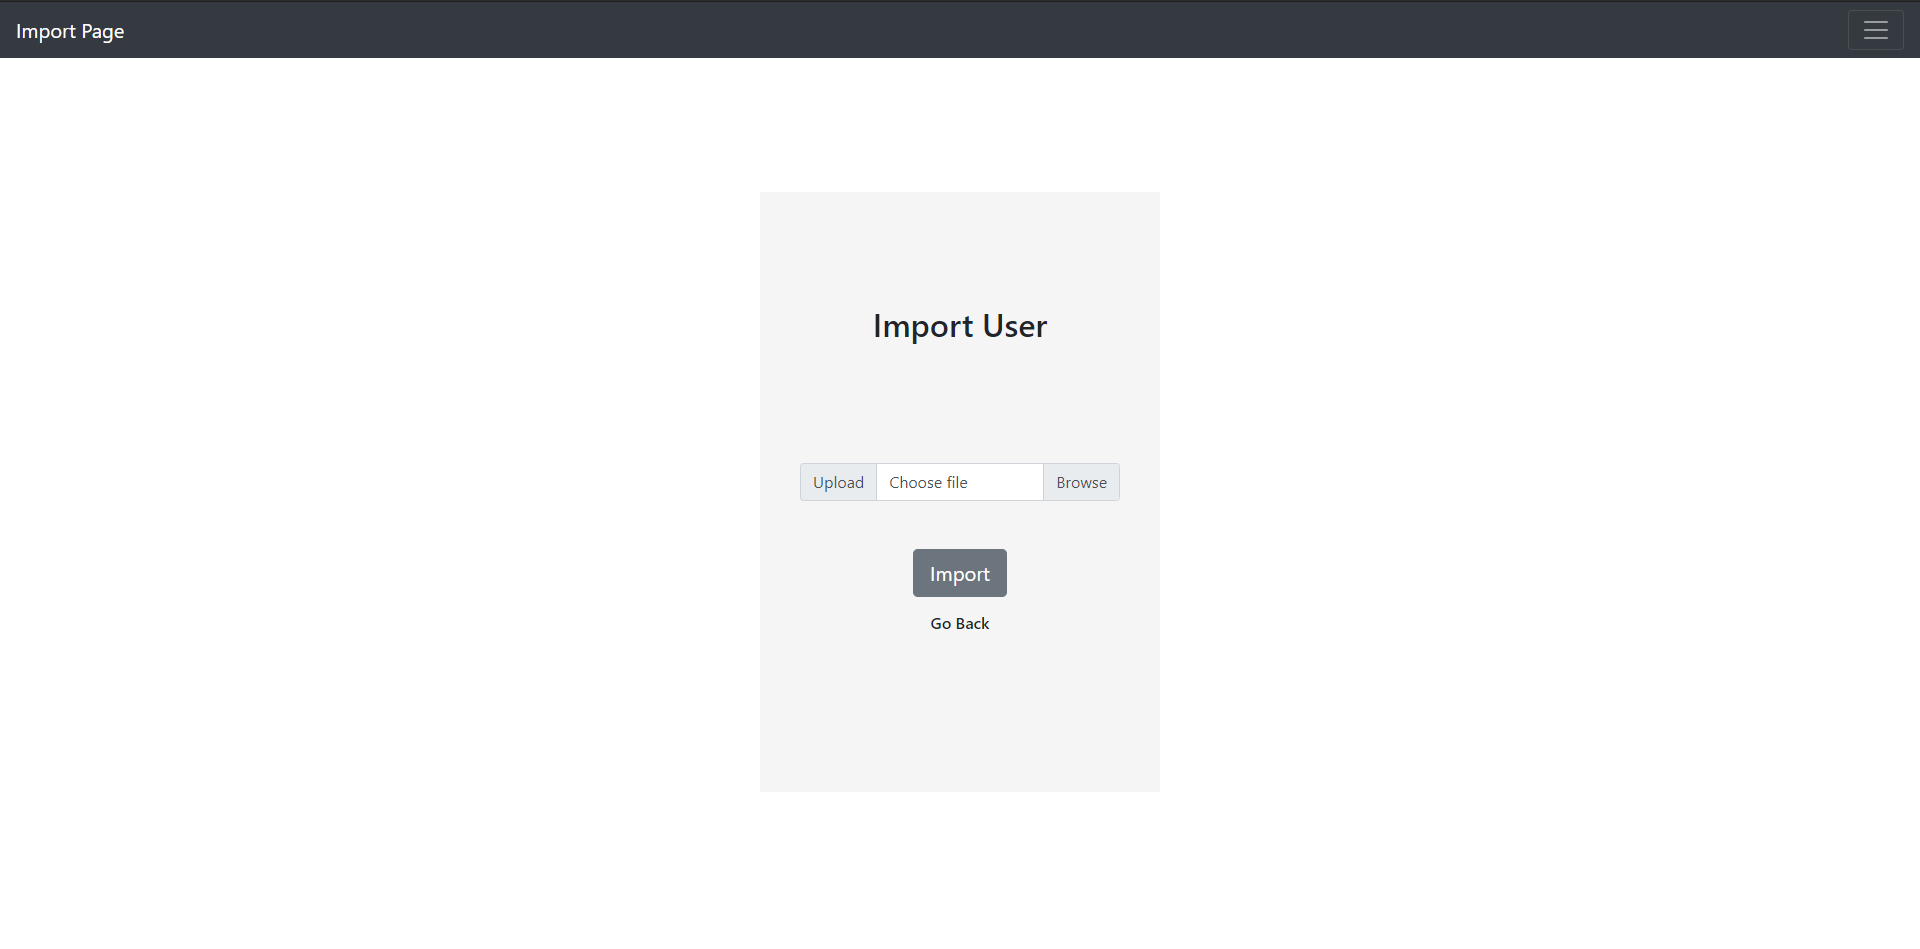 Import Page
Import User
Upload Choose file Browse
Import
Go Back